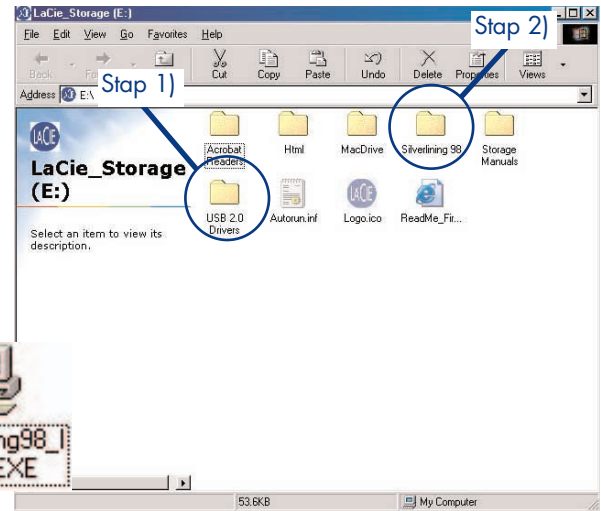 LaCie_Storage (E:)
Stap 2)
File Edit View Go Favorites Help
Back Cut Copy Paste Undo Delete Properties Views
Stap 1)
Address E:\
LACIE
LaCie_Storage
(E:)
Select an item to view its
description.
Acrobat
Readers
Html
MacDrive
Silverlining 98
Storage
Manuals
USB 2.0
Drivers
Autorun.inf
LACIE
Logo.ico
ReadMe_Fir...
ng98_I
EXE
53.6KB My Computer